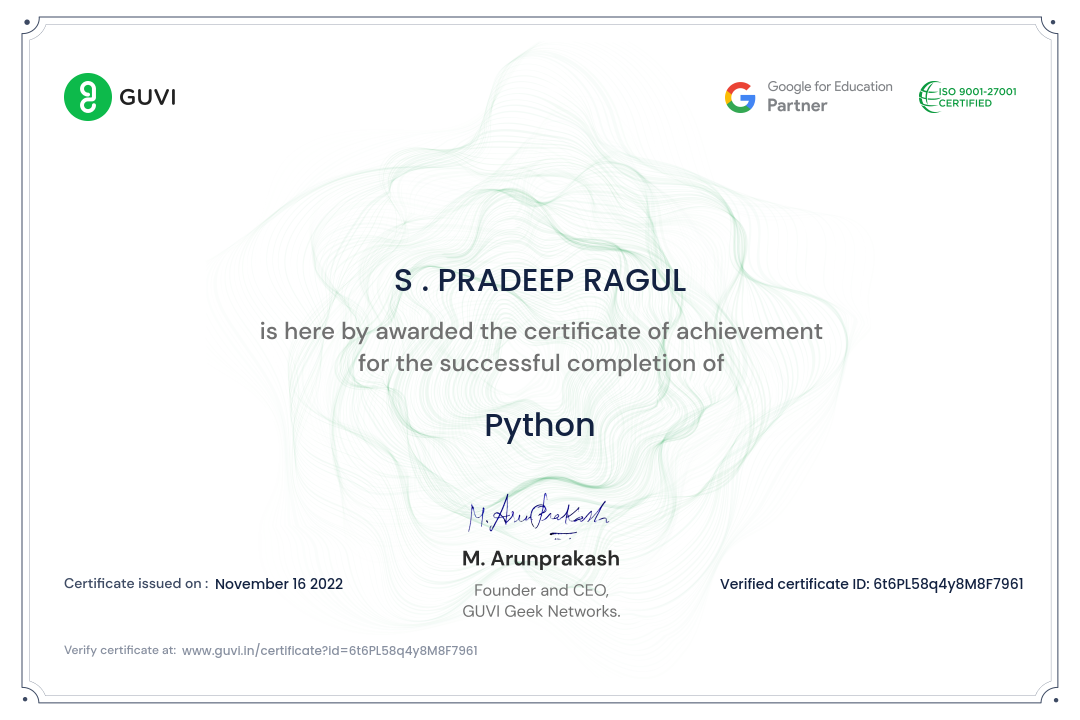 GUVI
Google for Education
Partner
ISO 9001-27001
CERTIFIED
S . PRADEEP RAGUL
is here by awarded the certificate of achievement
for the successful completion of
Python
M. Arunprakash
M. Arunprakash
Founder and CEO,
GUVI Geek Networks.
Certificate issued on : November 16 2022
Verified certificate ID: 6t6PL58q4y8M8F7961
Verify certificate at: www.guvi.in/certificate?id=6t6PL58q4y8M8F7961